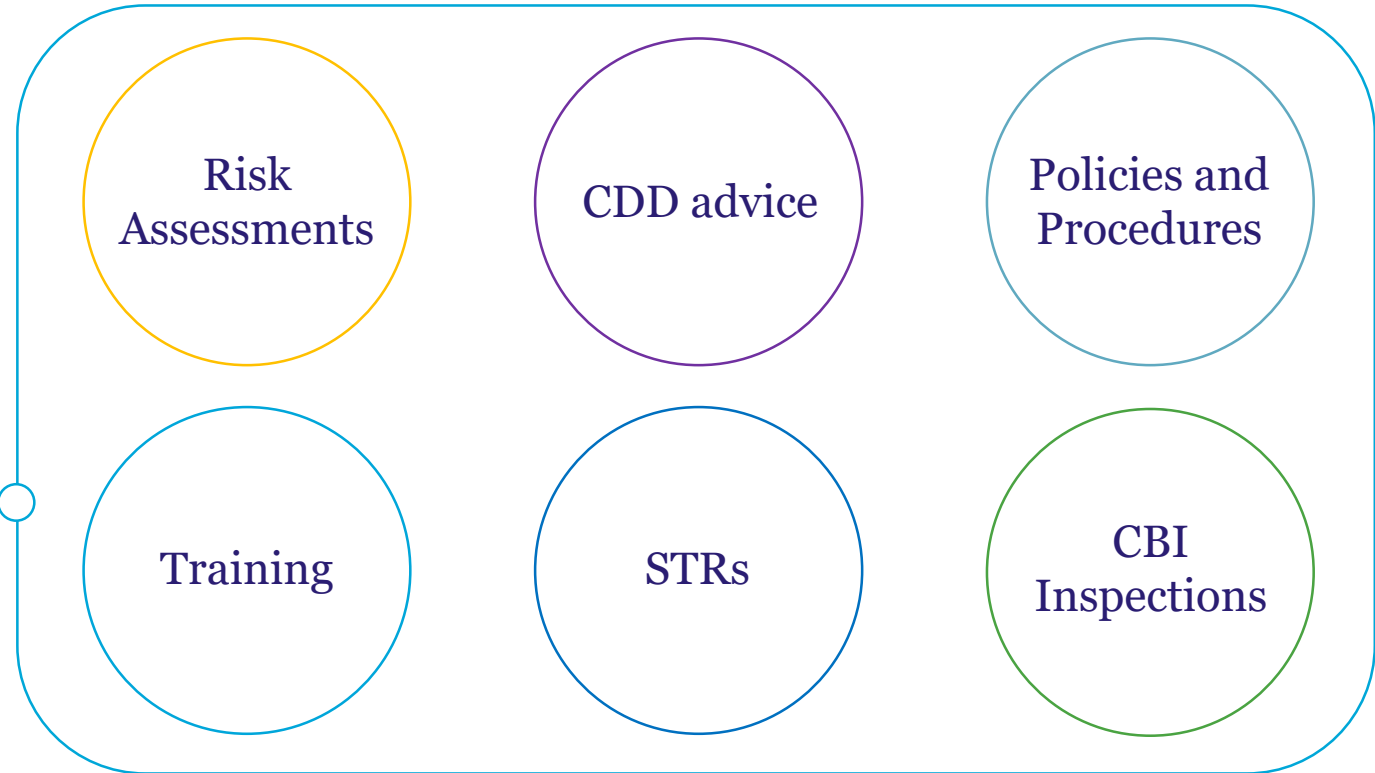 Risk
Assessments
CDD advice
Policies and
Procedures
Training
STRs
CBI
Inspections